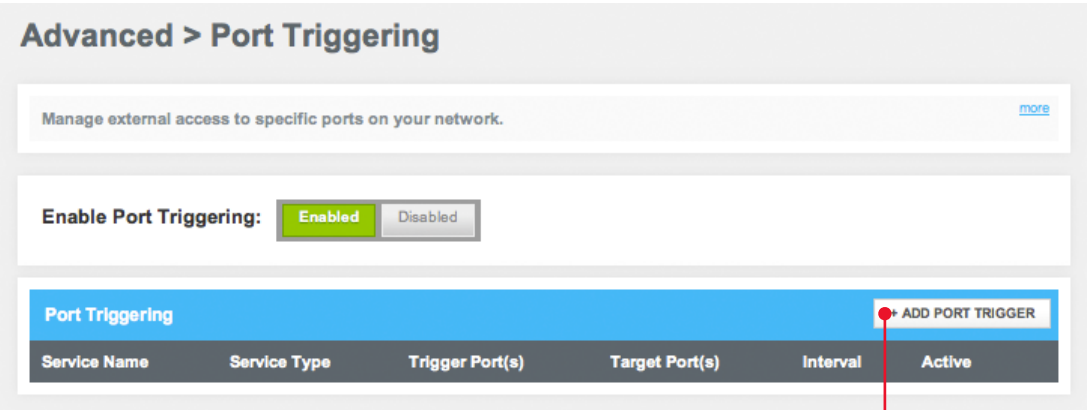 Advanced > Port Triggering
Manage external access to specific ports on your network.
more
Enable Port Triggering: Enabled Disabled
Port Triggering
+ ADD PORT TRIGGER
Service Name Service Type Trigger Port(s) Target Port(s) Interval Active